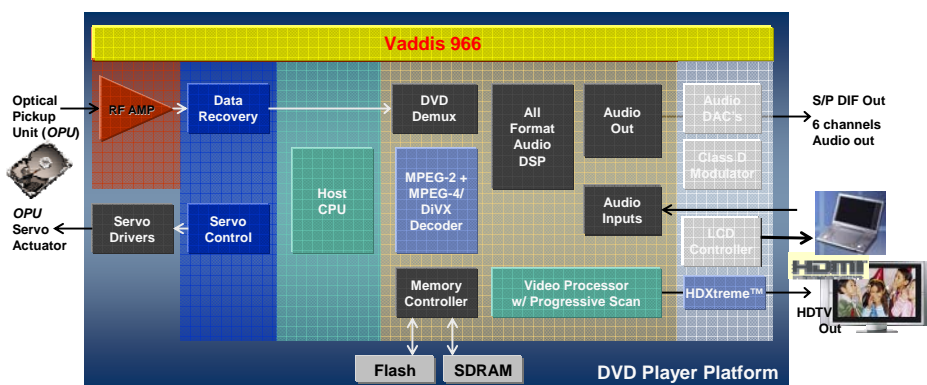 Vaddis 966
Optical
Pickup
Unit (OPU)
RF AMP
Data
Recovery
DVD
Demux
All
Format
Audio
DSP
Audio
Out
Audio
DAC's
S/P DIF Out
6 channels
Audio out
Class D
Modulator
Host
CPU
MPEG-2 +
MPEG-4/
DiVX
Decoder
Audio
Inputs
OPU
Servo
Actuator
Servo
Drivers
Servo
Control
LCD
Controller
HDMI
Memory
Controller
Video Processor
w/ Progressive Scan
HDXtreme™
HDTV
Out
Flash
SDRAM
DVD Player Platform